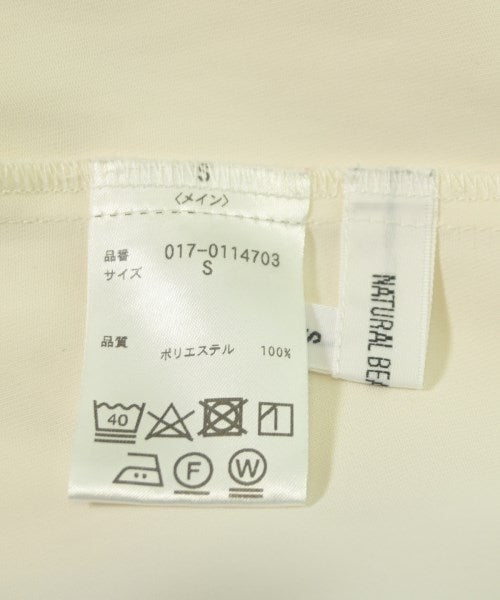 S
〈メイン〉
品番 017-0114703
サイズ S
品質 ポリエステル 100%
40
F W
S
NATURAL